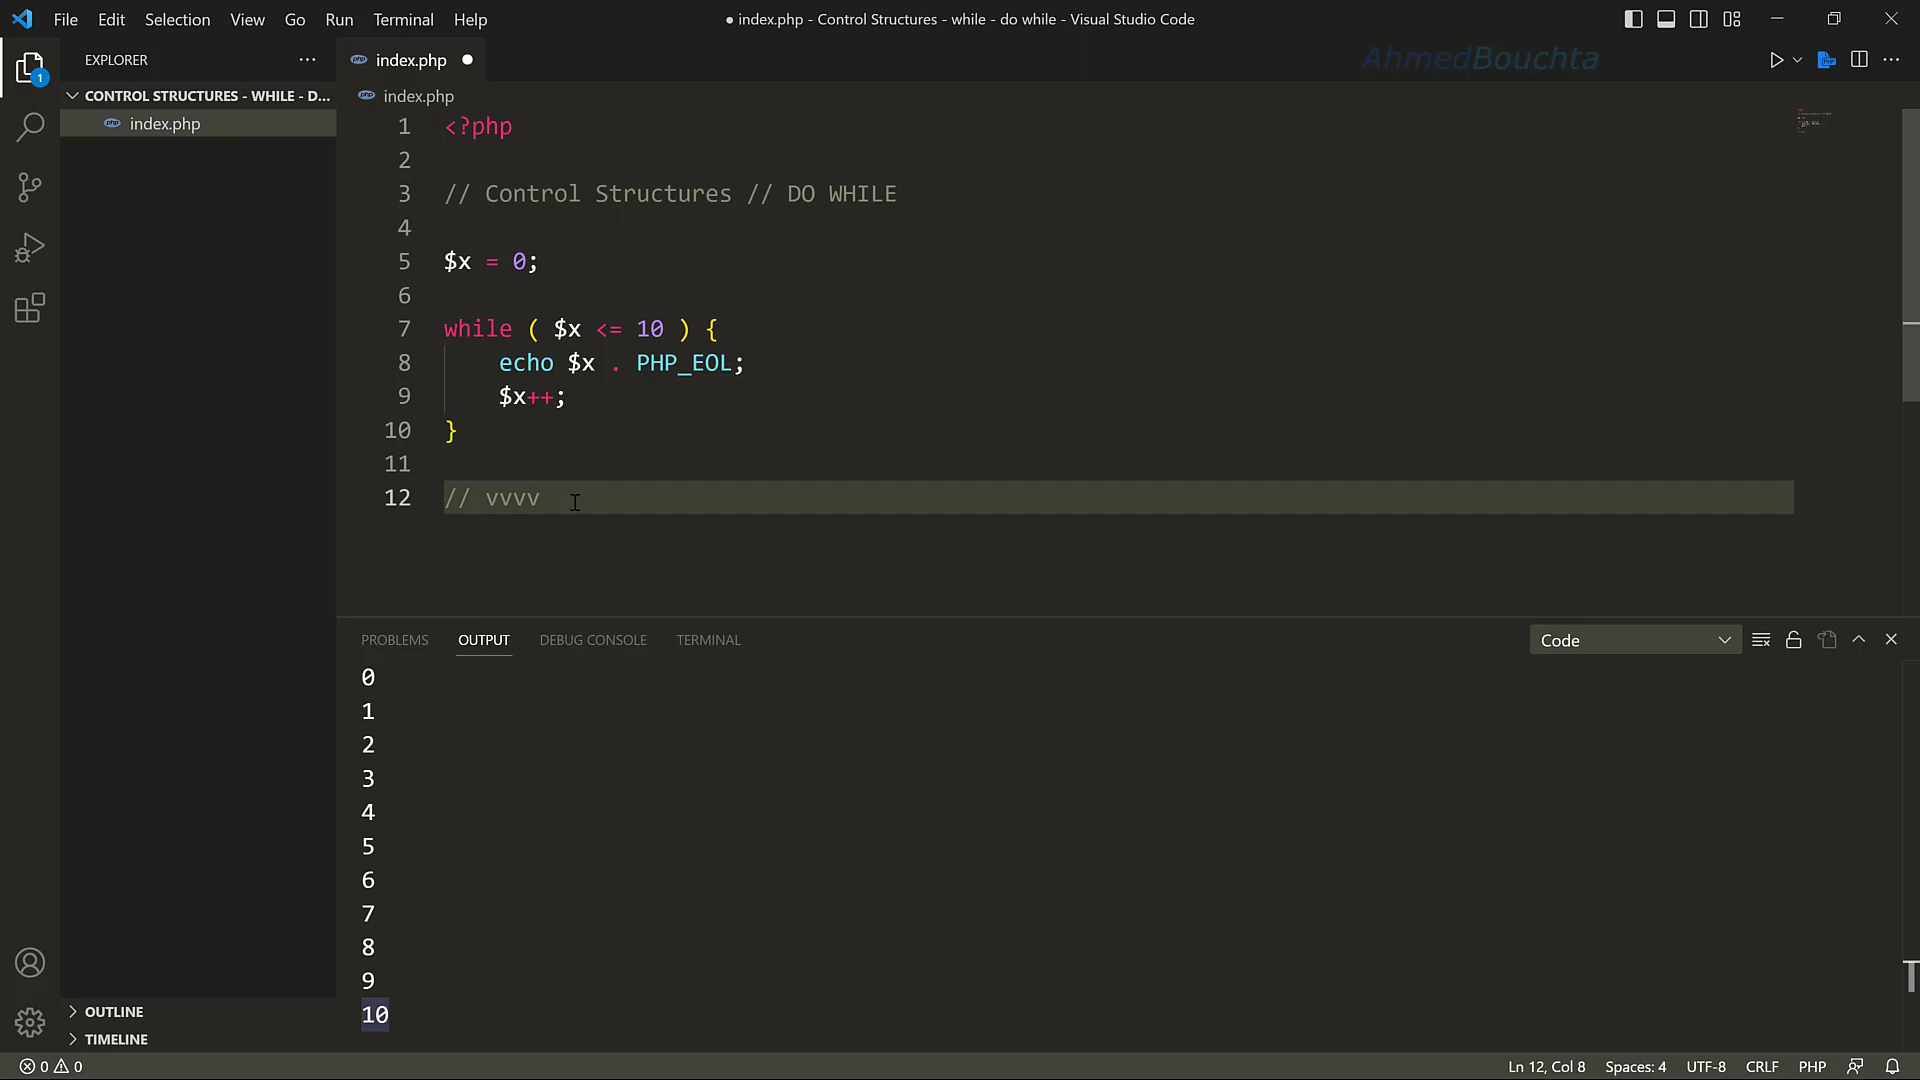 File Edit Selection View Go Run Terminal Help
● index.php - Control Structures - while - do while - Visual Studio Code
EXPLORER
index.php
AhmedBouchta
1
CONTROL STRUCTURES - WHILE - D...
index.php
index.php
1 <?php
2
3 // Control Structures // DO WHILE
4
5 $x = 0;
6
7 while ( $x <= 10 ) {
8 echo $x . PHP_EOL;
9 $x++;
10 }
11
12 // vvvv
PROBLEMS OUTPUT DEBUG CONSOLE TERMINAL
Code
0
1
2
3
4
5
6
7
8
9
10
OUTLINE
TIMELINE
0 0
Ln 12, Col 8 Spaces: 4 UTF-8 CRLF PHP